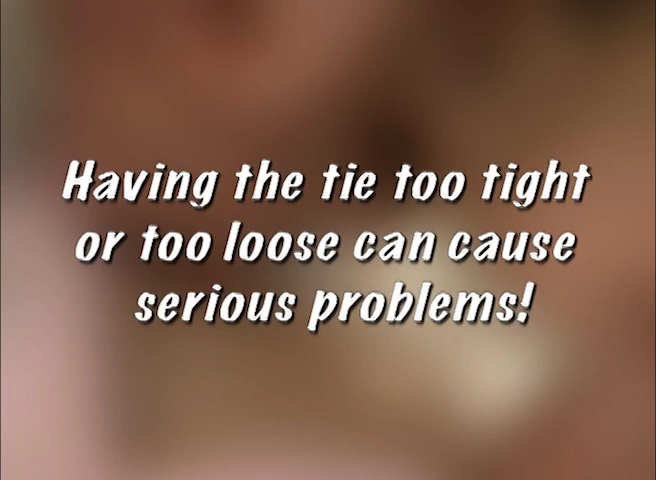 Having the tie too tight
or too loose can cause
serious problems!